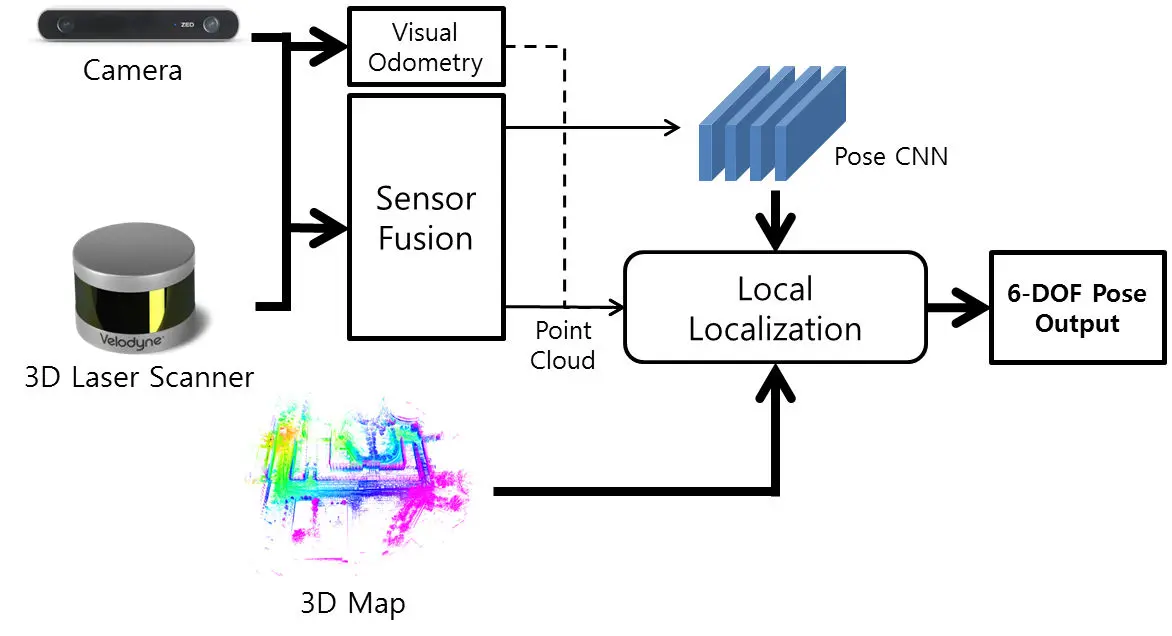 ZED
Camera
Visual
Odometry
Sensor
Fusion
Pose CNN
Velodyne
3D Laser Scanner
Point
Cloud
Local
Localization
6-DOF Pose
Output
3D Map